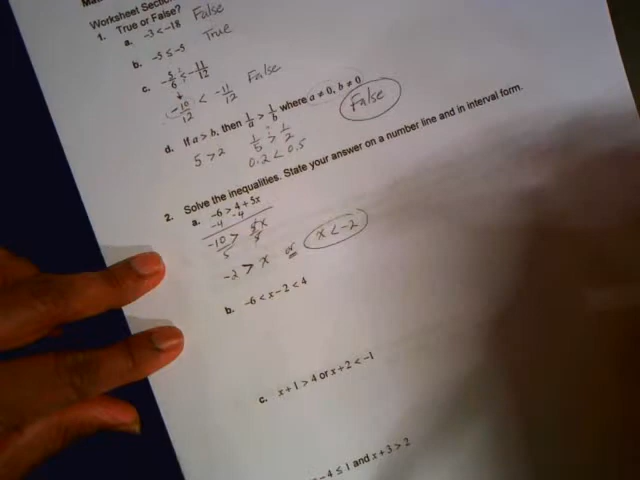 Worksheet Section
1. True or False?
a. -3 < -18 False
b. -5 ≤ -5 True
c. -5/6 < -11/12
-10/12 < -11/12 False
d. If a > b, then 1/a > 1/b where a ≠ 0, b ≠ 0
5 > 2 1/5 > 1/2 False
0.2 < 0.5
2. Solve the inequalities. State your answer on a number line and in interval form.
a. -6 > 4 + 5x
-4 -4
-10/5 > 5x/5
-2 > x or x < -2
b. -6 < x - 2 < 4
c. x + 1 > 4 or x + 2 < -1
- 4 ≤ 1 and x + 3 > 2